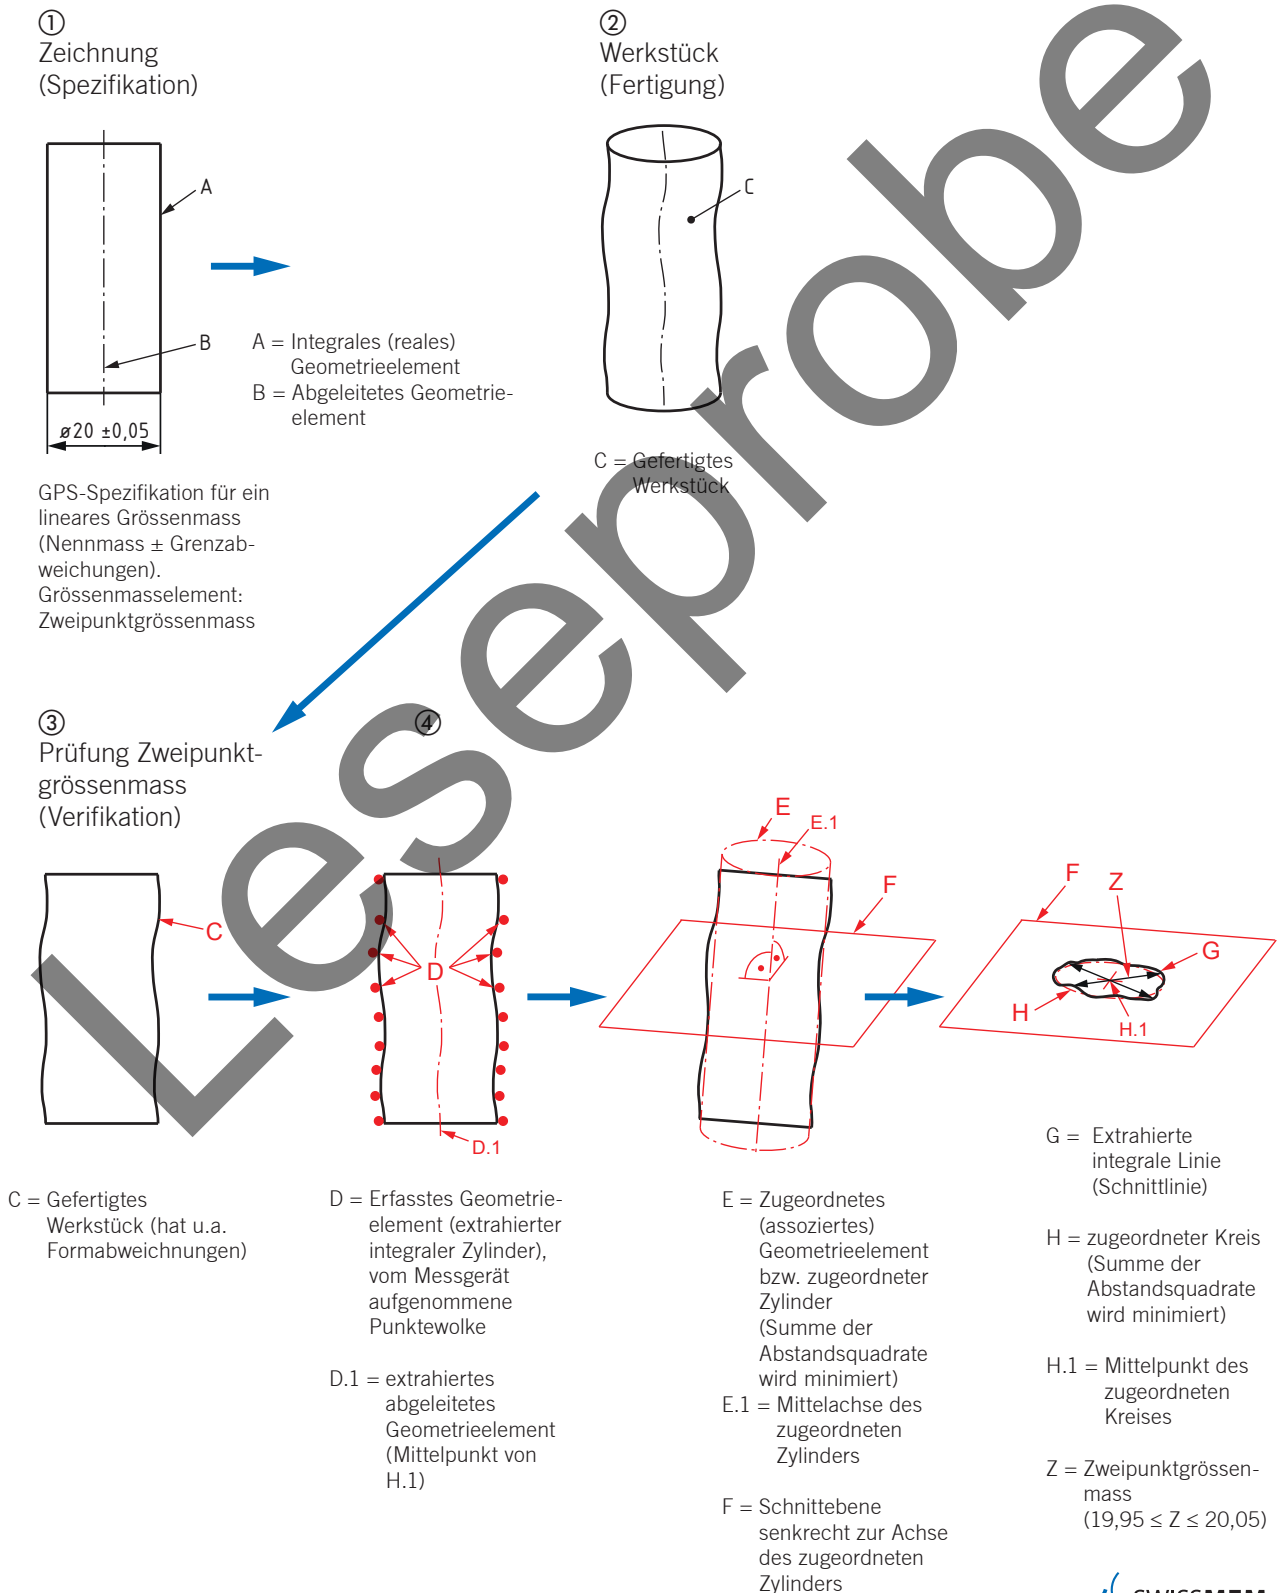 ①
Zeichnung
(Spezifikation)
A
B
ø20 ±0,05
A = Integrales (reales)
Geometrieelement
B = Abgeleitetes Geometrie-
element
GPS-Spezifikation für ein
lineares Grössenmass
(Nennmass ± Grenzab-
weichungen).
Grössenmasselement:
Zweipunktgrössenmass
②
Werkstück
(Fertigung)
C
C = Gefertigtes
Werkstück
Leseprobe
③
Prüfung Zweipunkt-
grössenmass
(Verifikation)
C
C = Gefertigtes
Werkstück (hat u.a.
Formabweichnungen)
④
D
D.1
D = Erfasstes Geometrie-
element (extrahierter
integraler Zylinder),
vom Messgerät
aufgenommene
Punktewolke
D.1 = extrahiertes
abgeleitetes
Geometrieelement
(Mittelpunkt von
H.1)
E
E.1
F
E = Zugeordnetes
(assoziertes)
Geometrieelement
bzw. zugeordneter
Zylinder
(Summe der
Abstandsquadrate
wird minimiert)
E.1 = Mittelachse des
zugeordneten
Zylinders
F = Schnittebene
senkrecht zur Achse
des zugeordneten
Zylinders
F
Z
G
H
H.1
G = Extrahierte
integrale Linie
(Schnittlinie)
H = zugeordneter Kreis
(Summe der
Abstandsquadrate
wird minimiert)
H.1 = Mittelpunkt des
zugeordneten
Kreises
Z = Zweipunktgrössen-
mass
(19,95 ≤ Z ≤ 20,05)
SWISSMEM